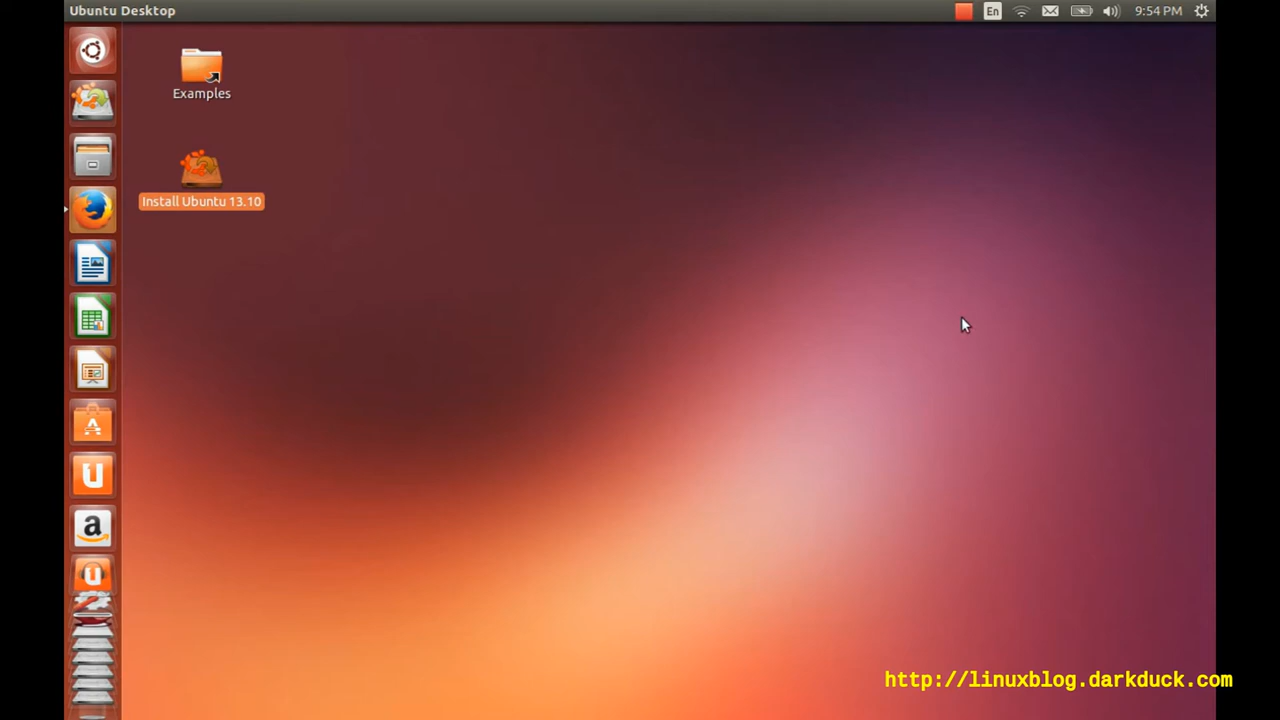 Ubuntu Desktop
En
9:54 PM
Examples
Install Ubuntu 13.10
http://linuxblog.darkduck.com